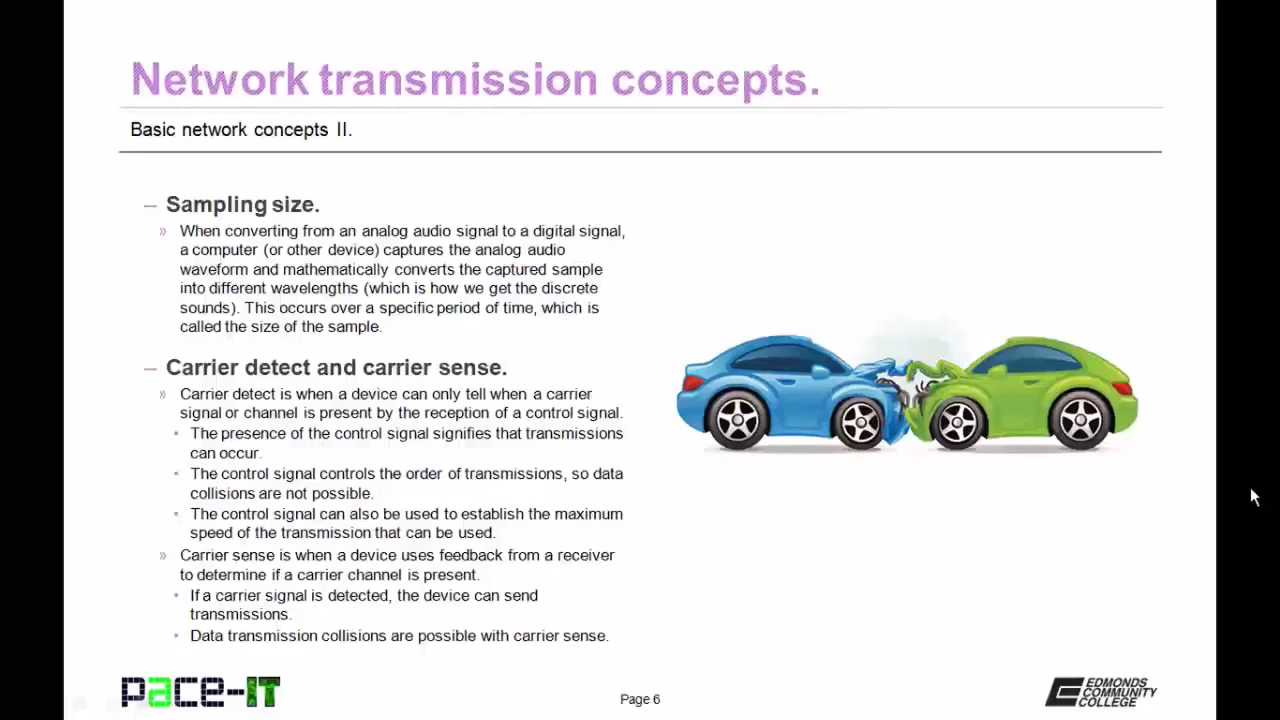 Network transmission concepts.
Basic network concepts II.
– Sampling size.
» When converting from an analog audio signal to a digital signal,
a computer (or other device) captures the analog audio
waveform and mathematically converts the captured sample
into different wavelengths (which is how we get the discrete
sounds). This occurs over a specific period of time, which is
called the size of the sample.
– Carrier detect and carrier sense.
» Carrier detect is when a device can only tell when a carrier
signal or channel is present by the reception of a control signal.
• The presence of the control signal signifies that transmissions
can occur.
• The control signal controls the order of transmissions, so data
collisions are not possible.
• The control signal can also be used to establish the maximum
speed of the transmission that can be used.
» Carrier sense is when a device uses feedback from a receiver
to determine if a carrier channel is present.
• If a carrier signal is detected, the device can send
transmissions.
• Data transmission collisions are possible with carrier sense.
pace-IT
Page 6
EDMONDS
COMMUNITY
COLLEGE